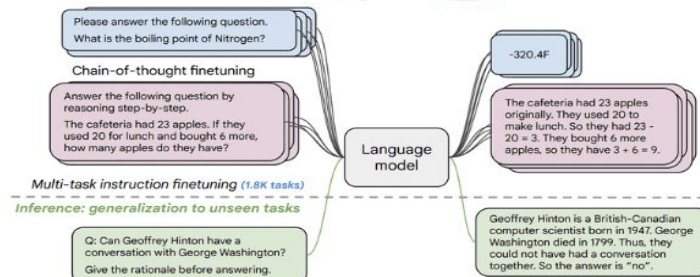 Please answer the following question.
What is the boiling point of Nitrogen?
-320.4F
Chain-of-thought finetuning
Answer the following question by
reasoning step-by-step.
The cafeteria had 23 apples. If they
used 20 for lunch and bought 6 more,
how many apples do they have?
Language
model
The cafeteria had 23 apples
originally. They used 20 to
make lunch. So they had 23 -
20 = 3. They bought 6 more
apples, so they have 3 + 6 = 9.
Multi-task instruction finetuning (1.8K tasks)
Inference: generalization to unseen tasks
Q: Can Geoffrey Hinton have a
conversation with George Washington?
Give the rationale before answering.
Geoffrey Hinton is a British-Canadian
computer scientist born in 1947. George
Washington died in 1799. Thus, they
could not have had a conversation
together. So the answer is "no".